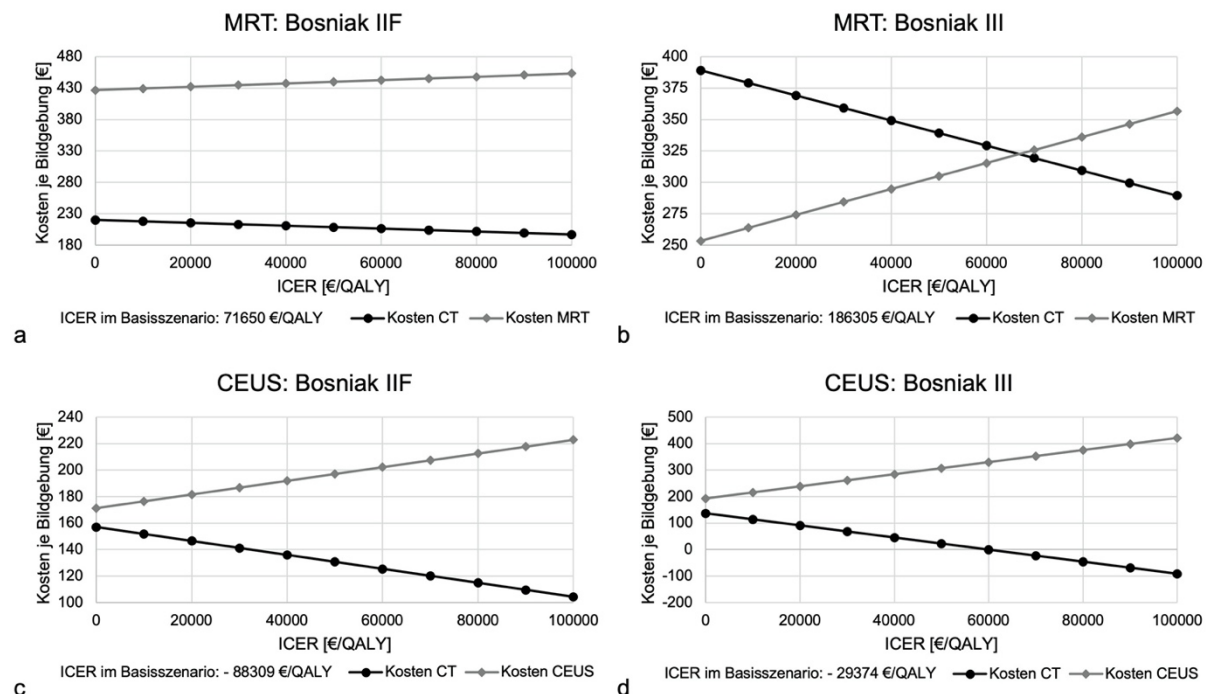 MRT: Bosniak IIF
Kosten je Bildgebung [€]
480
430
380
330
280
230
180
0 20000 40000 60000 80000 100000
ICER [€/QALY]
ICER im Basisszenario: 71650 €/QALY Kosten CT Kosten MRT
a
MRT: Bosniak III
Kosten je Bildgebung [€]
400
375
350
325
300
275
250
0 20000 40000 60000 80000 100000
ICER [€/QALY]
ICER im Basisszenario: 186305 €/QALY Kosten CT Kosten MRT
b
CEUS: Bosniak IIF
Kosten je Bildgebung [€]
240
220
200
180
160
140
120
100
0 20000 40000 60000 80000 100000
ICER [€/QALY]
ICER im Basisszenario: - 88309 €/QALY Kosten CT Kosten CEUS
c
CEUS: Bosniak III
Kosten je Bildgebung [€]
500
400
300
200
100
0
-100
-200
0 20000 40000 60000 80000 100000
ICER [€/QALY]
ICER im Basisszenario: - 29374 €/QALY Kosten CT Kosten CEUS
d